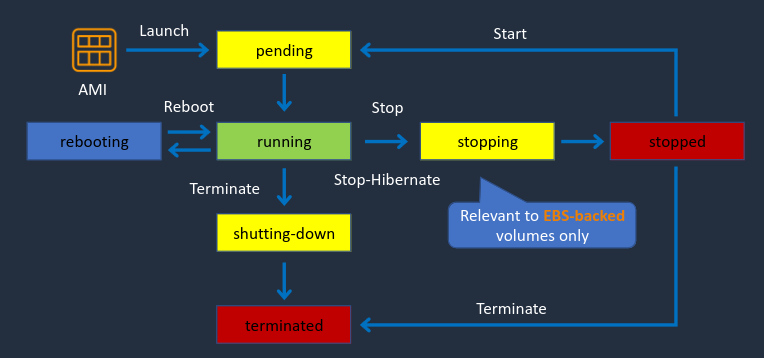 Launch
Start
pending
AMI
Reboot
Stop
rebooting
running
stopping
stopped
Terminate
Stop-Hibernate
Relevant to EBS-backed
volumes only
shutting-down
Terminate
terminated